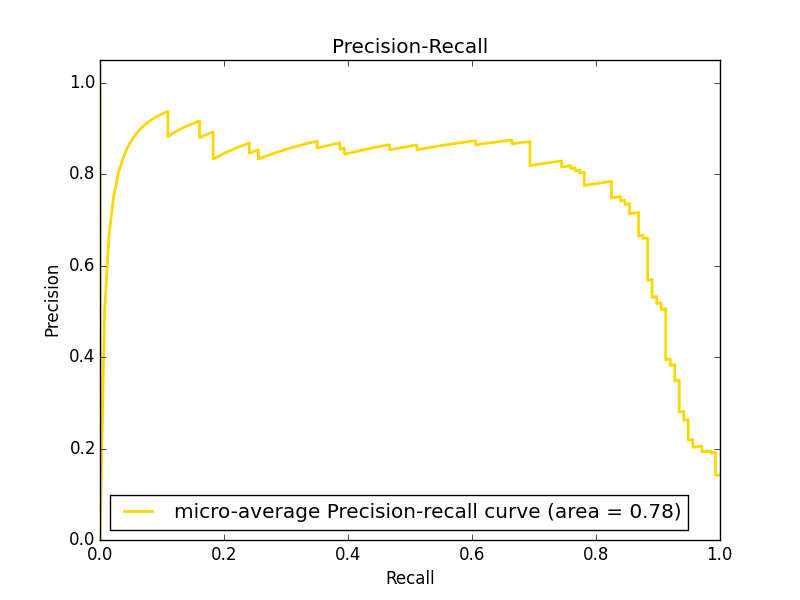 Precision-Recall
1.0
0.8
0.6
0.4
0.2
0.0
Precision
micro-average Precision-recall curve (area = 0.78)
0.0 0.2 0.4 0.6 0.8 1.0
Recall